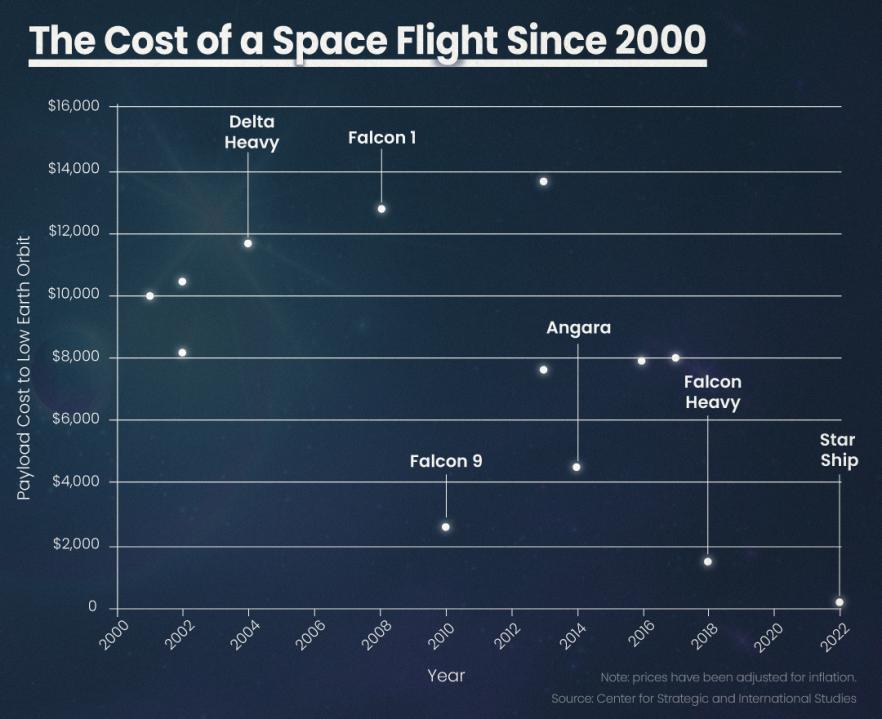 The Cost of a Space Flight Since 2000
Payload Cost to Low Earth Orbit
$16,000
$14,000
$12,000
$10,000
$8,000
$6,000
$4,000
$2,000
0
Delta
Heavy
Falcon 1
Angara
Falcon
Heavy
Falcon 9
Star
Ship
2000
2002
2004
2006
2008
2010
2012
2014
2016
2018
2020
2022
Year
Note: prices have been adjusted for inflation.
Source: Center for Strategic and International Studies